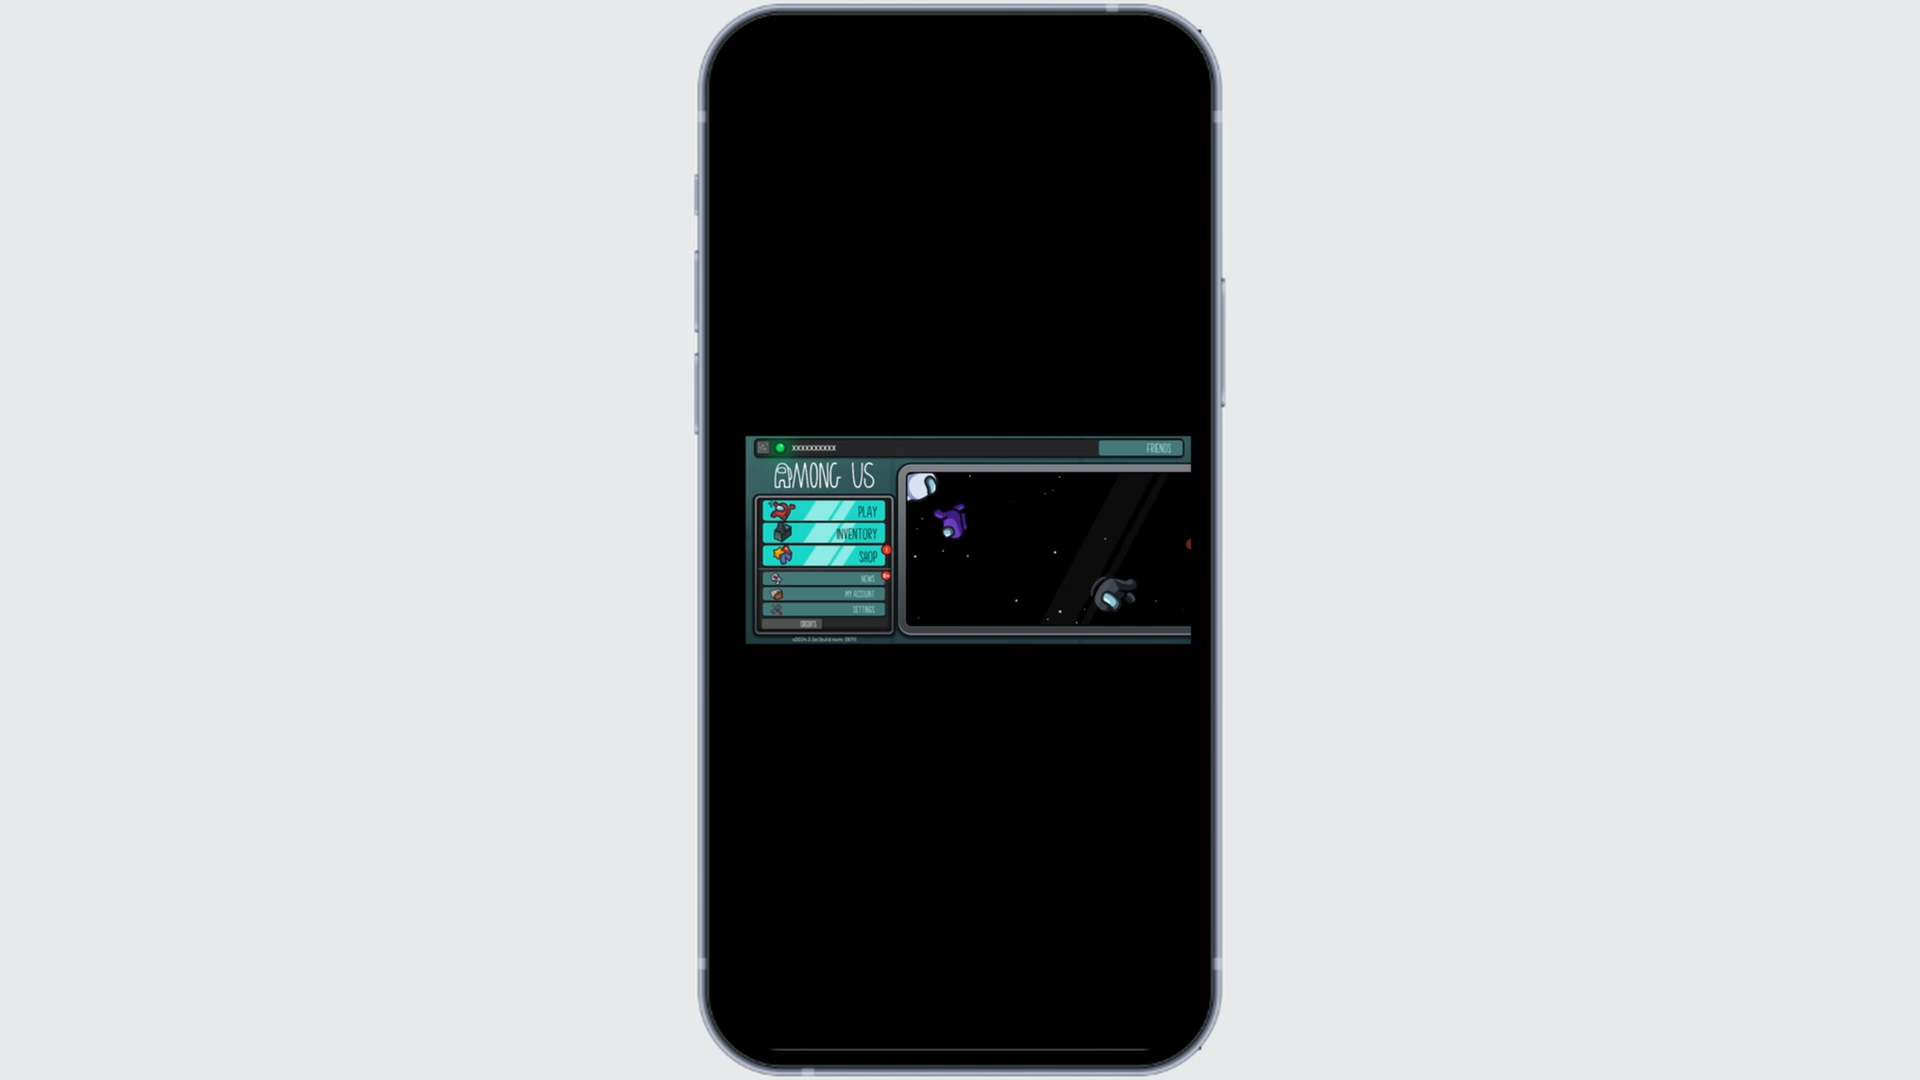 XXXXXXXXXX
FRIENDS
AMONG US
PLAY
INVENTORY
SHOP
NEWS
MY ACCOUNT
SETTINGS
CREDITS